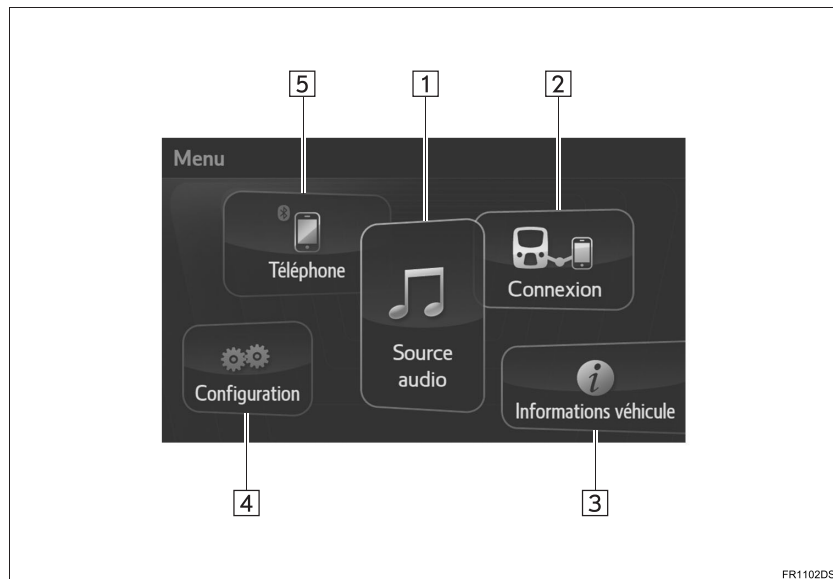 5
1
2
Menu
Téléphone
Connexion
Source
audio
Configuration
Informations véhicule
4
3
FR1102DS